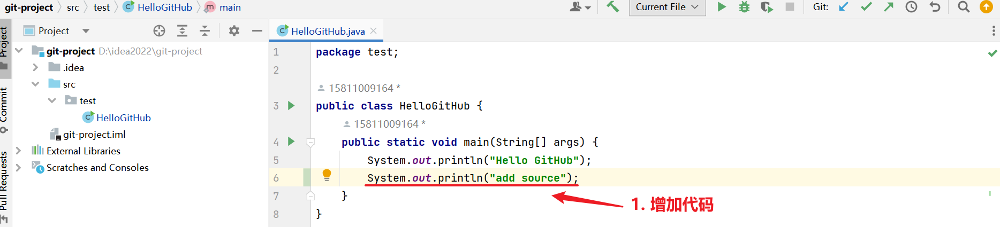 git-project src test HelloGitHub m main
Current File
Git:
Project
Project
HelloGitHub.java
git-project D:\idea2022\git-project
.idea
src
test
HelloGitHub
git-project.iml
External Libraries
Scratches and Consoles
Commit
Pull Requests
1 package test;
2
15811009164 *
3 public class HelloGitHub {
15811009164 *
4 public static void main(String[] args) {
5 System.out.println("Hello GitHub");
6 System.out.println("add source");
7 }
8 }
1. 增加代码